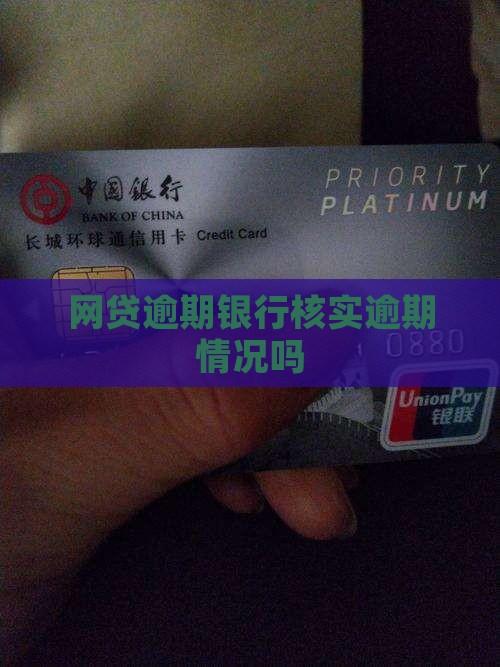 中国银行
BANK OF CHINA
长城环球通信用卡 Credit Card
PRIORITY
PLATINUM
网贷逾期银行核实逾期
情况吗
0880
UnionPay
银联